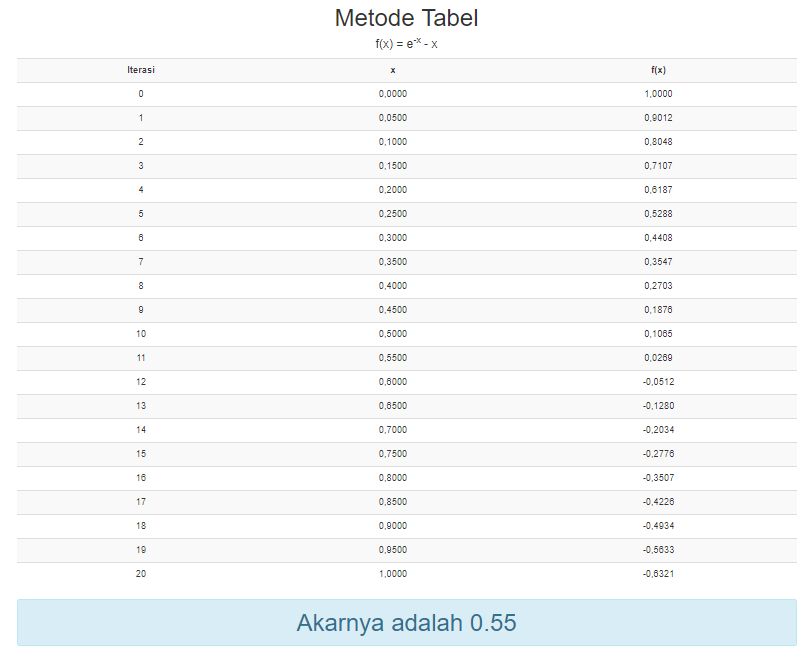 Metode Tabel
f(x) = e^-x - x
Iterasi x f(x)
0 0,0000 1,0000
1 0,0500 0,9012
2 0,1000 0,8048
3 0,1500 0,7107
4 0,2000 0,6187
5 0,2500 0,5288
6 0,3000 0,4408
7 0,3500 0,3547
8 0,4000 0,2703
9 0,4500 0,1876
10 0,5000 0,1065
11 0,5500 0,0269
12 0,6000 -0,0512
13 0,6500 -0,1280
14 0,7000 -0,2034
15 0,7500 -0,2776
16 0,8000 -0,3507
17 0,8500 -0,4226
18 0,9000 -0,4934
19 0,9500 -0,5633
20 1,0000 -0,6321
Akarnya adalah 0.55